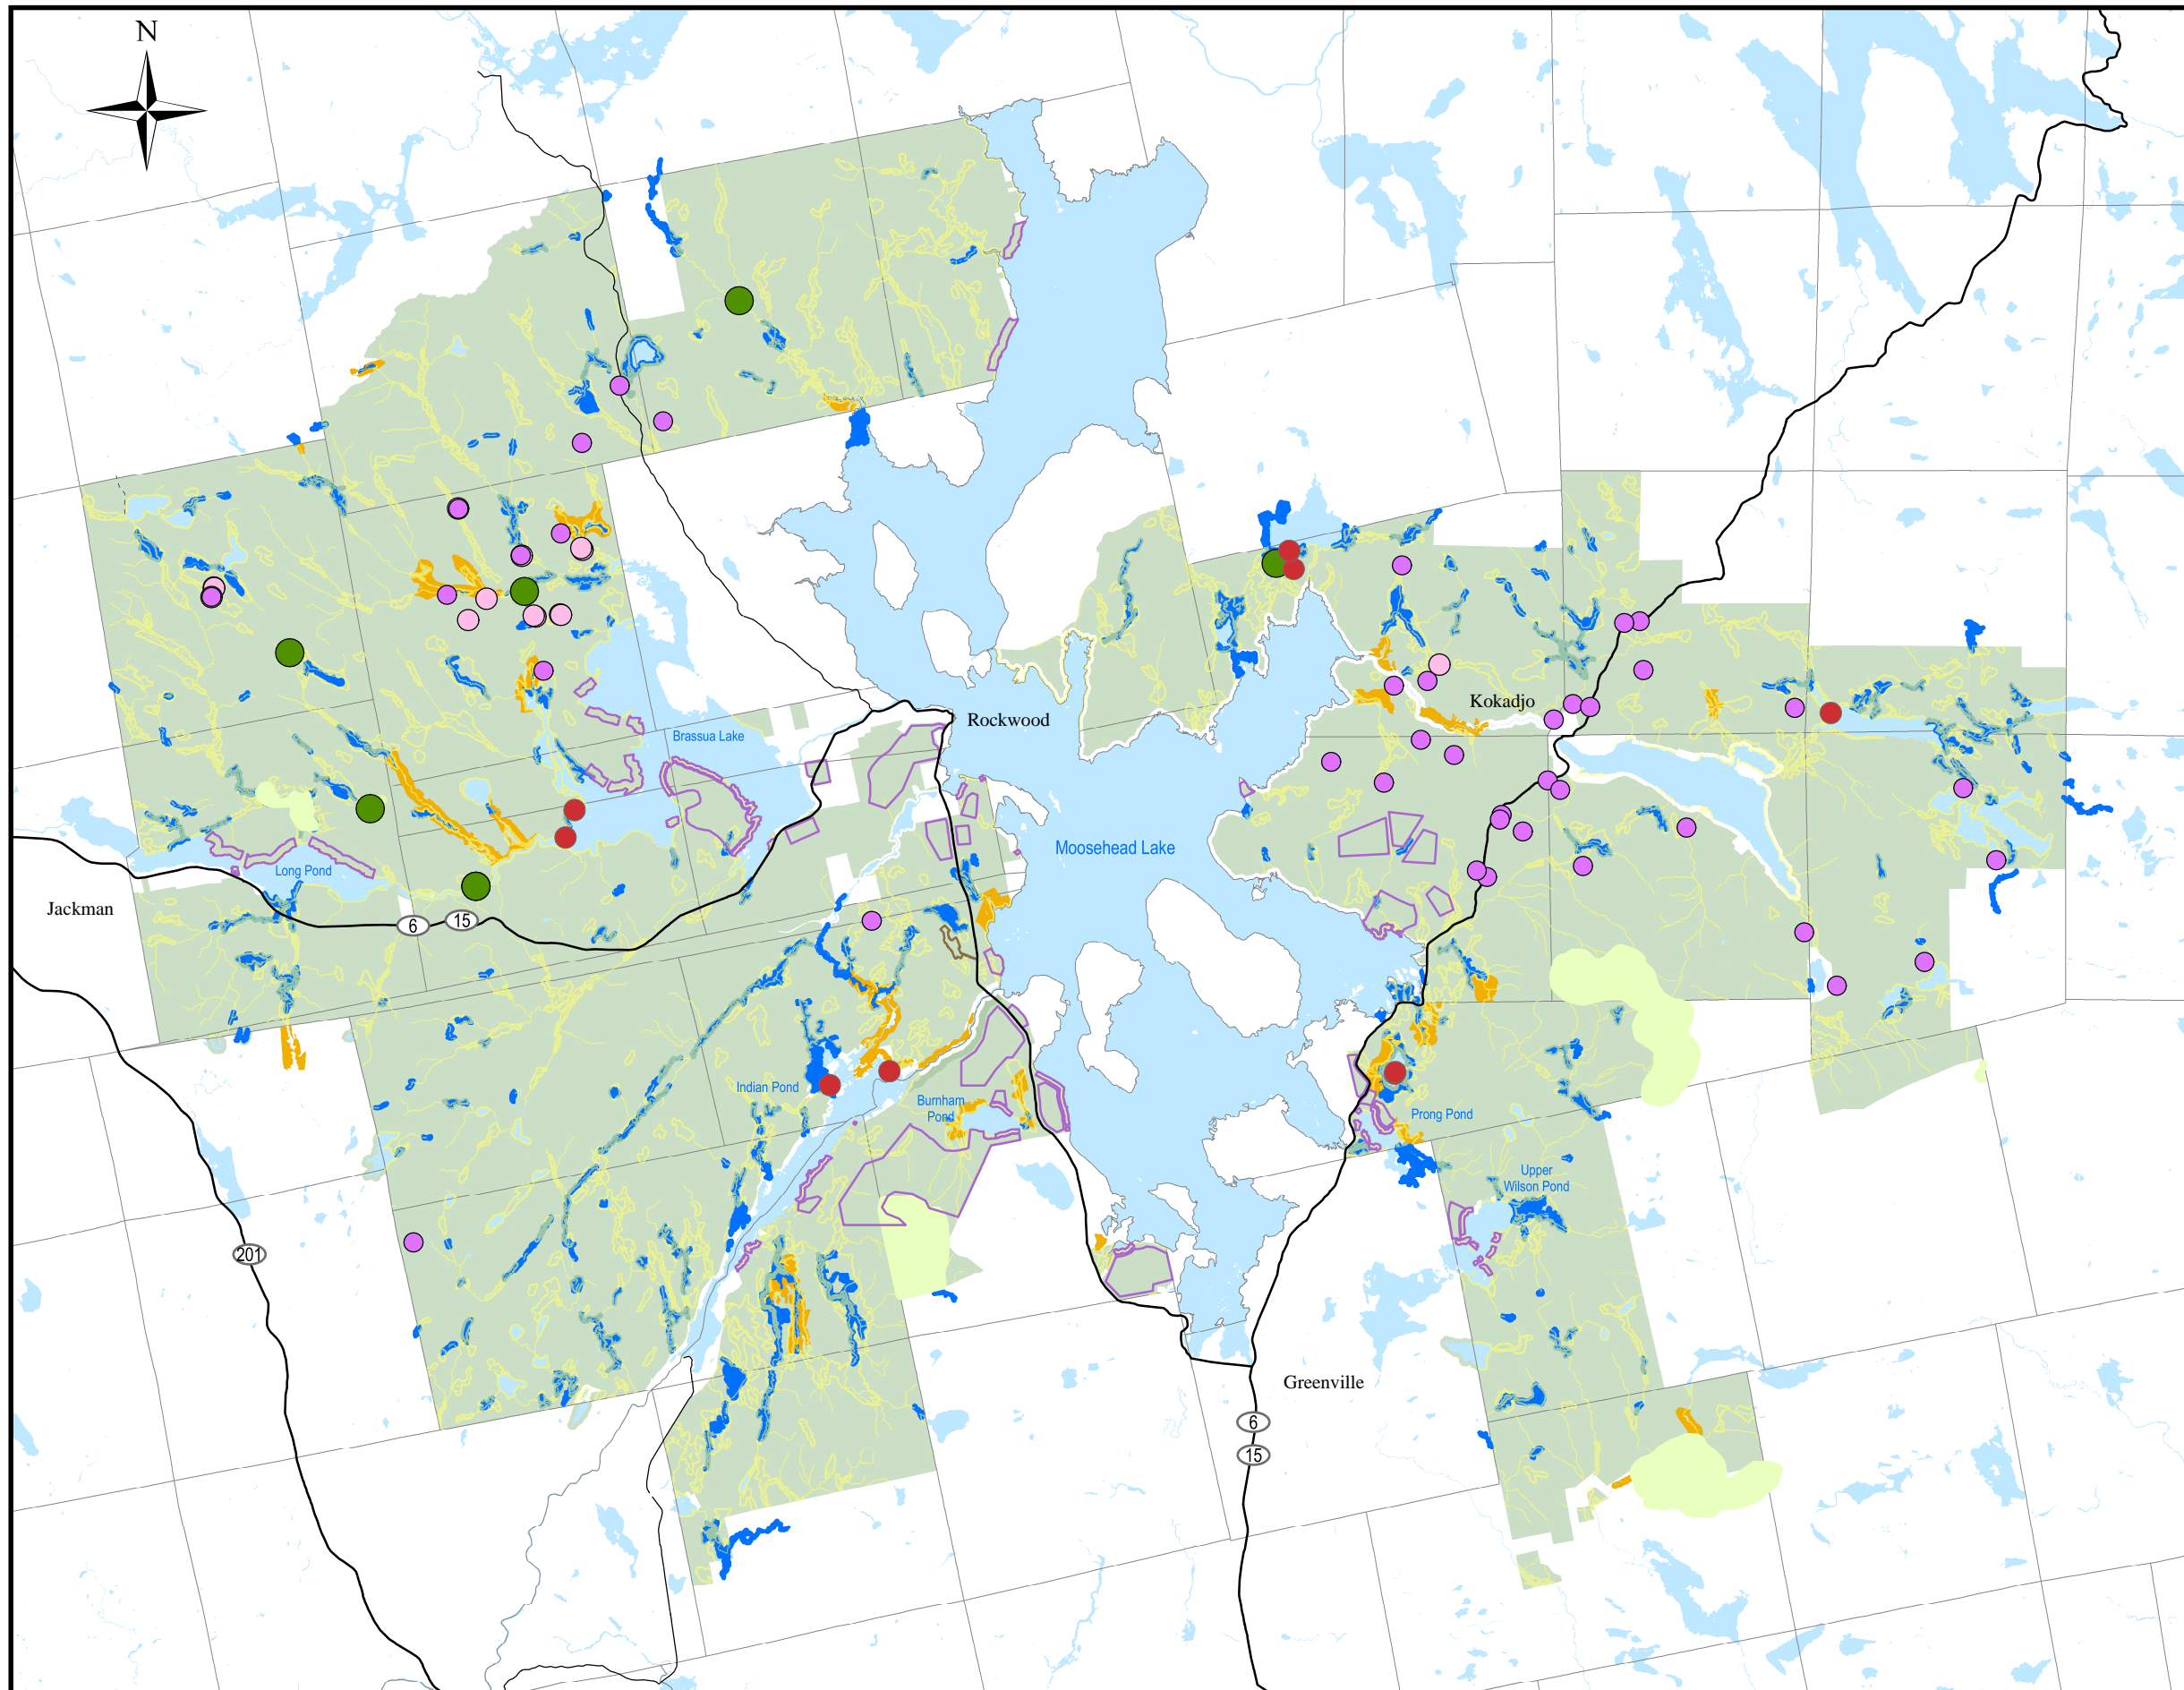 N
Rockwood
Kokadjo
Brassua Lake
Moosehead Lake
Long Pond
Jackman
6
15
Indian Pond
Burnham
Pond
Prong Pond
Upper
Wilson Pond
201
Greenville
6
15